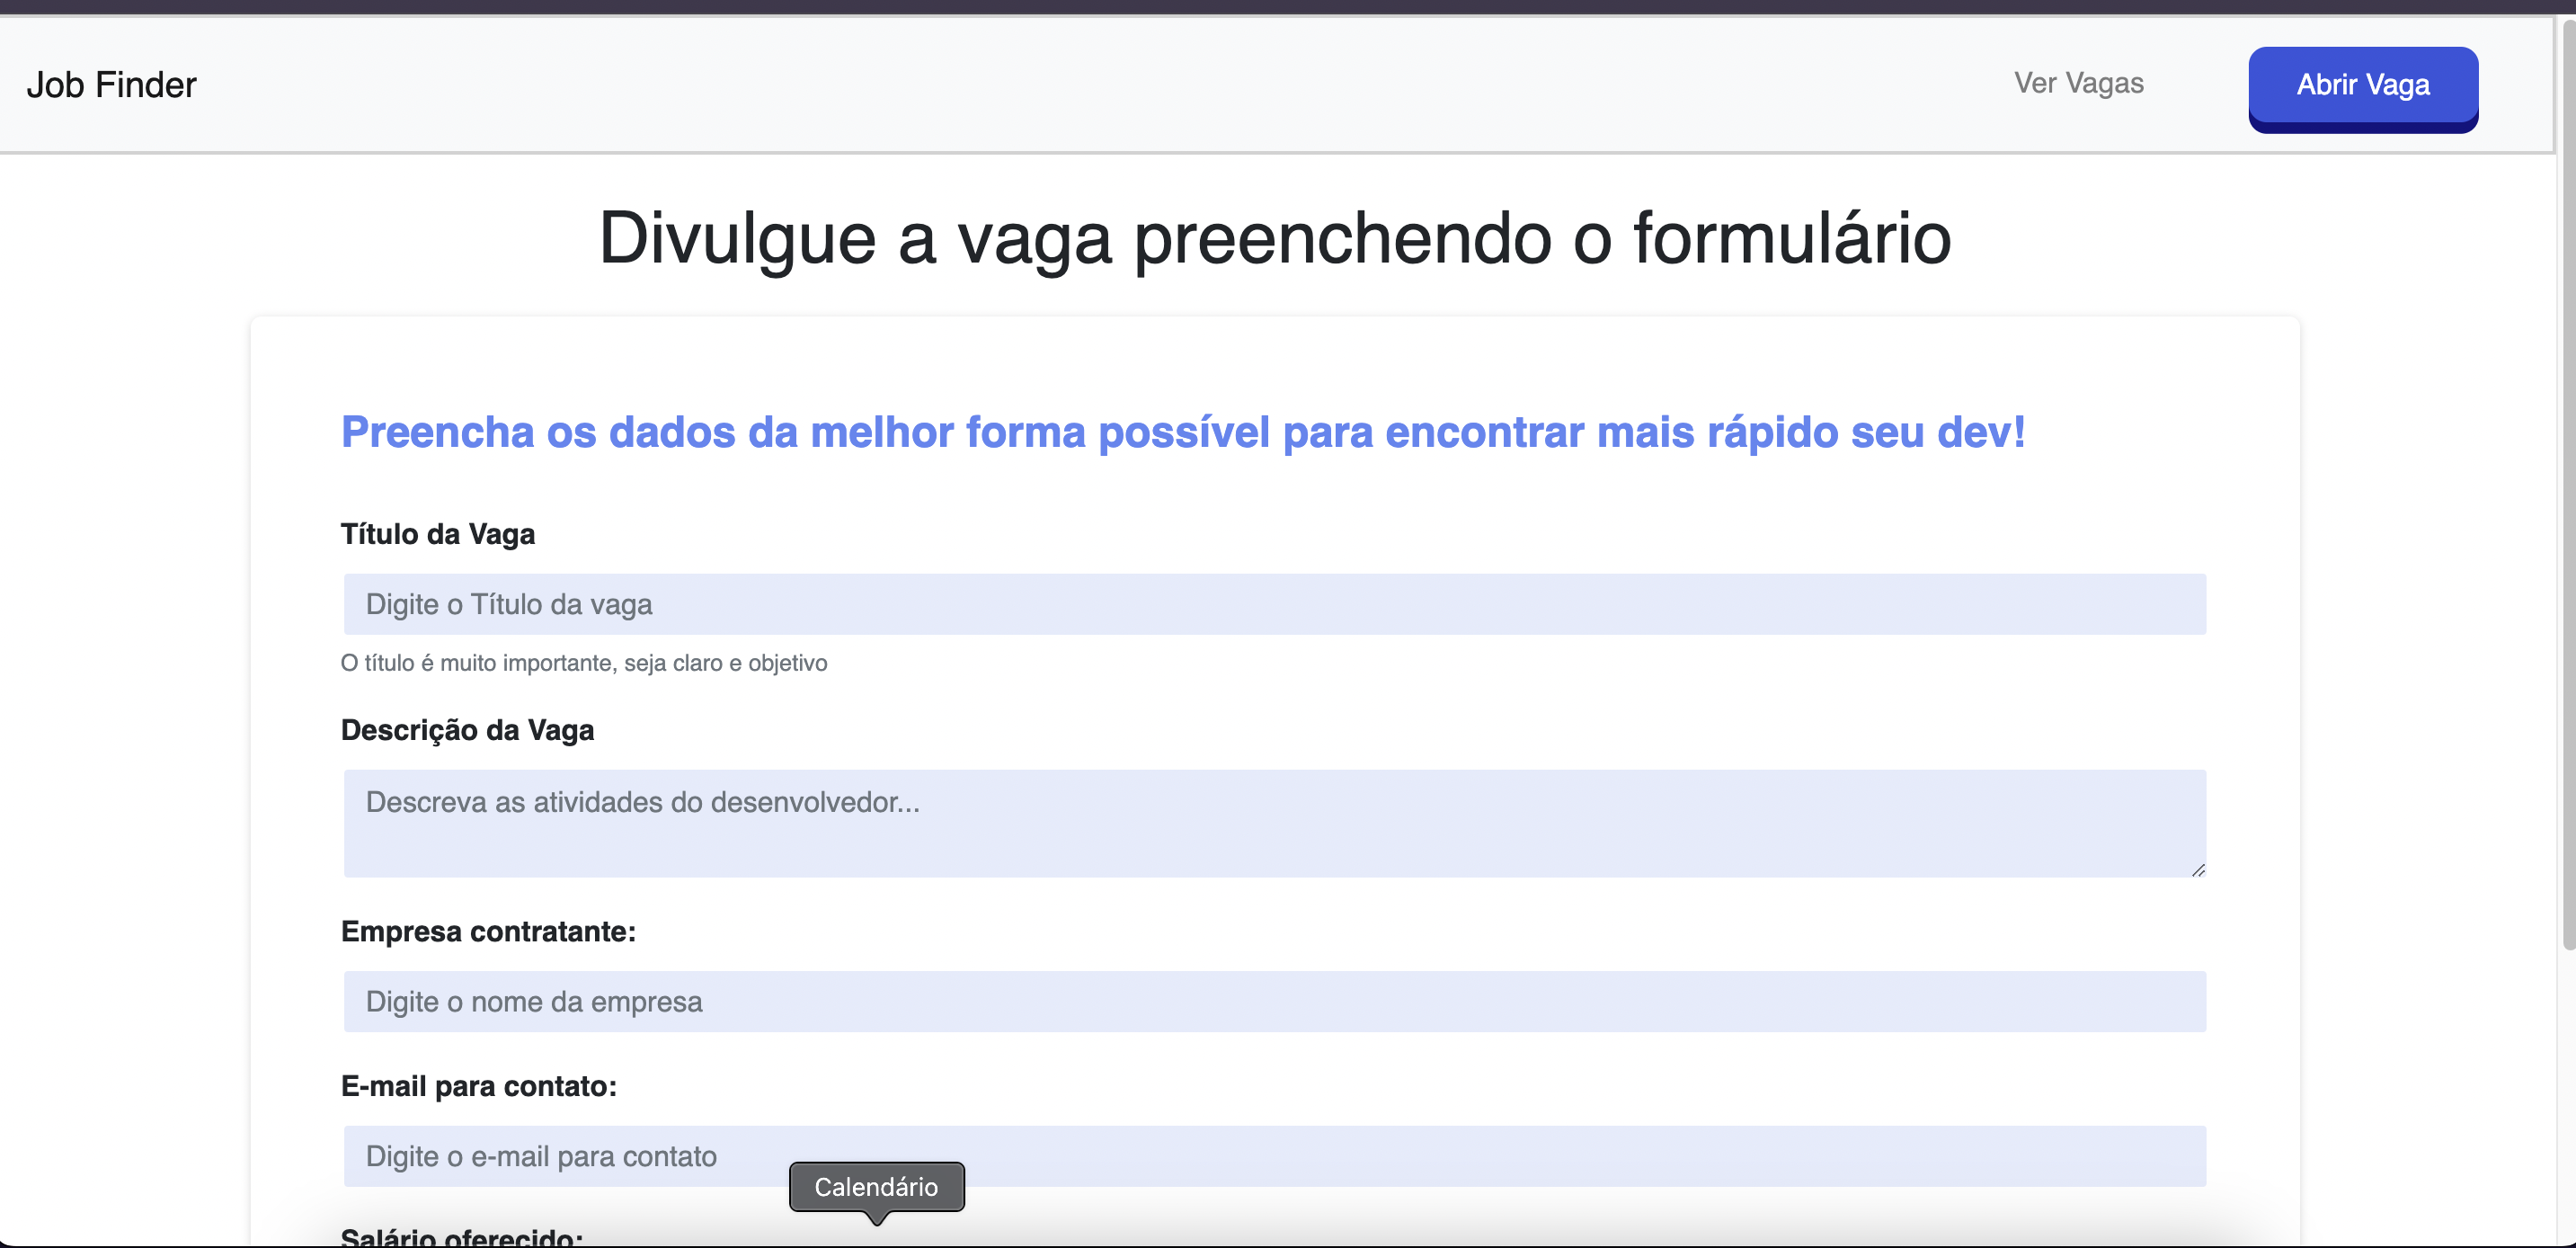 Job Finder
Ver Vagas
Abrir Vaga
Divulgue a vaga preenchendo o formulário
Preencha os dados da melhor forma possível para encontrar mais rápido seu dev!
Título da Vaga
Digite o Título da vaga
O título é muito importante, seja claro e objetivo
Descrição da Vaga
Descreva as atividades do desenvolvedor...
Empresa contratante:
Digite o nome da empresa
E-mail para contato:
Digite o e-mail para contato
Calendário
Salário oferecido: